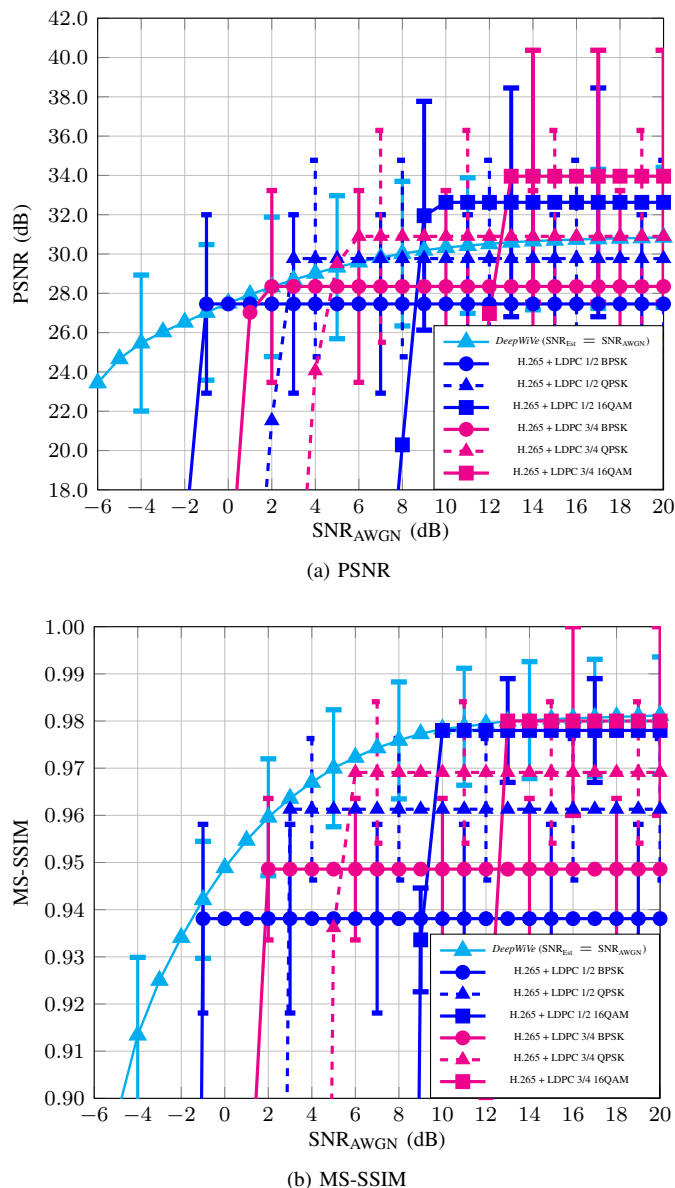 42.0
40.0
38.0
36.0
34.0
32.0
30.0
28.0
26.0
24.0
22.0
20.0
18.0
PSNR (dB)
DeepWiVe (SNR_Est = SNR_AWGN)
H.265 + LDPC 1/2 BPSK
H.265 + LDPC 1/2 QPSK
H.265 + LDPC 1/2 16QAM
H.265 + LDPC 3/4 BPSK
H.265 + LDPC 3/4 QPSK
H.265 + LDPC 3/4 16QAM
−6 −4 −2 0 2 4 6 8 10 12 14 16 18 20
SNR_AWGN (dB)
(a) PSNR
1.00
0.99
0.98
0.97
0.96
0.95
0.94
0.93
0.92
0.91
0.90
MS-SSIM
DeepWiVe (SNR_Est = SNR_AWGN)
H.265 + LDPC 1/2 BPSK
H.265 + LDPC 1/2 QPSK
H.265 + LDPC 1/2 16QAM
H.265 + LDPC 3/4 BPSK
H.265 + LDPC 3/4 QPSK
H.265 + LDPC 3/4 16QAM
−6 −4 −2 0 2 4 6 8 10 12 14 16 18 20
SNR_AWGN (dB)
(b) MS-SSIM